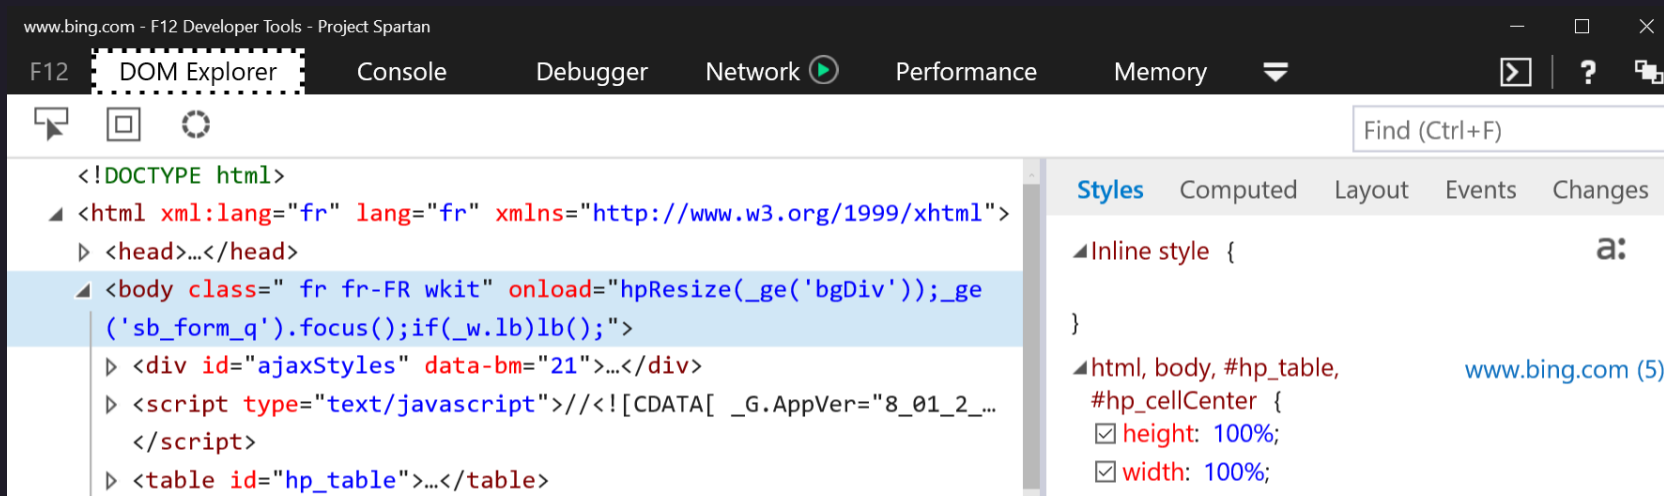 www.bing.com - F12 Developer Tools - Project Spartan
F12 DOM Explorer Console Debugger Network Performance Memory ?
Find (Ctrl+F)
<!DOCTYPE html>
<html xml:lang="fr" lang="fr" xmlns="http://www.w3.org/1999/xhtml">
<head>…</head>
<body class=" fr fr-FR wkit" onload="hpResize(_ge('bgDiv'));_ge
('sb_form_q').focus();if(_w.lb)lb();">
<div id="ajaxStyles" data-bm="21">…</div>
<script type="text/javascript">//<![CDATA[ _G.AppVer="8_01_2_…
</script>
<table id="hp_table">…</table>
Styles Computed Layout Events Changes
Inline style {
a:
}
html, body, #hp_table, www.bing.com (5)
#hp_cellCenter {
height: 100%;
width: 100%;